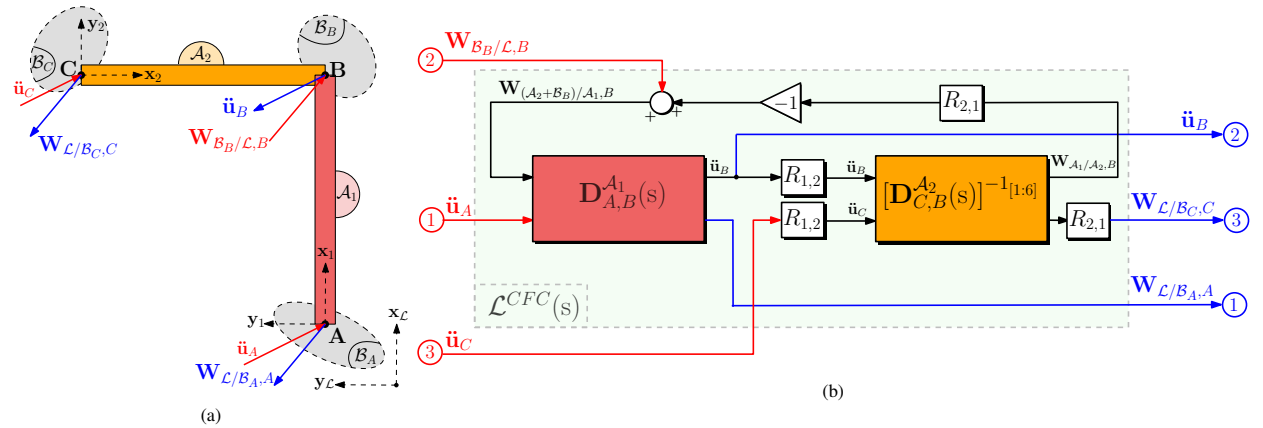 𝓑_B
y₂
𝓐₂
𝓑_C
C
x₂
B
ü_C
ü_B
W_{𝓛/𝓑_C,C}
W_{𝓑_B/𝓛,B}
𝓐₁
x₁
y₁
A
x_𝓛
ü_A
𝓑_A
W_{𝓛/𝓑_A,A}
y_𝓛
(a)
W_{𝓑_B/𝓛,B}
2
W_{(𝓐₂+𝓑_B)/𝓐₁,B}
+
+
−1
R_{2,1}
ü_B
2
D^{𝓐₁}_{A,B}(s)
ü_B
R_{1,2}
ü_B
[D^{𝓐₂}_{C,B}(s)]^{−1_{[1:6]}}
W_{𝓐₁/𝓐₂,B}
ü_A
1
R_{1,2}
ü_C
R_{2,1}
W_{𝓛/𝓑_C,C}
3
𝓛^{CFC}(s)
W_{𝓛/𝓑_A,A}
1
ü_C
3
(b)